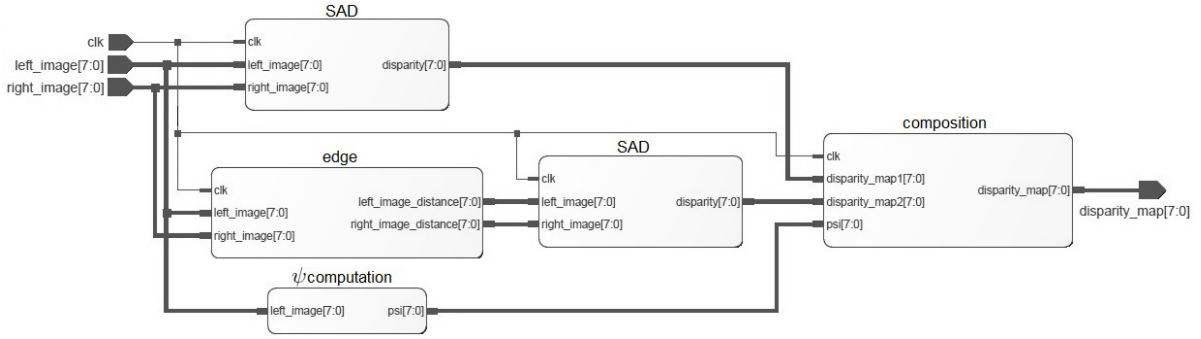 SAD
clk
left_image[7:0]
right_image[7:0]
clk
left_image[7:0]
right_image[7:0]
disparity[7:0]
edge
clk
left_image[7:0]
right_image[7:0]
left_image_distance[7:0]
right_image_distance[7:0]
SAD
clk
left_image[7:0]
right_image[7:0]
disparity[7:0]
composition
clk
disparity_map1[7:0]
disparity_map2[7:0]
psi[7:0]
disparity_map[7:0]
disparity_map[7:0]
ψcomputation
left_image[7:0]
psi[7:0]